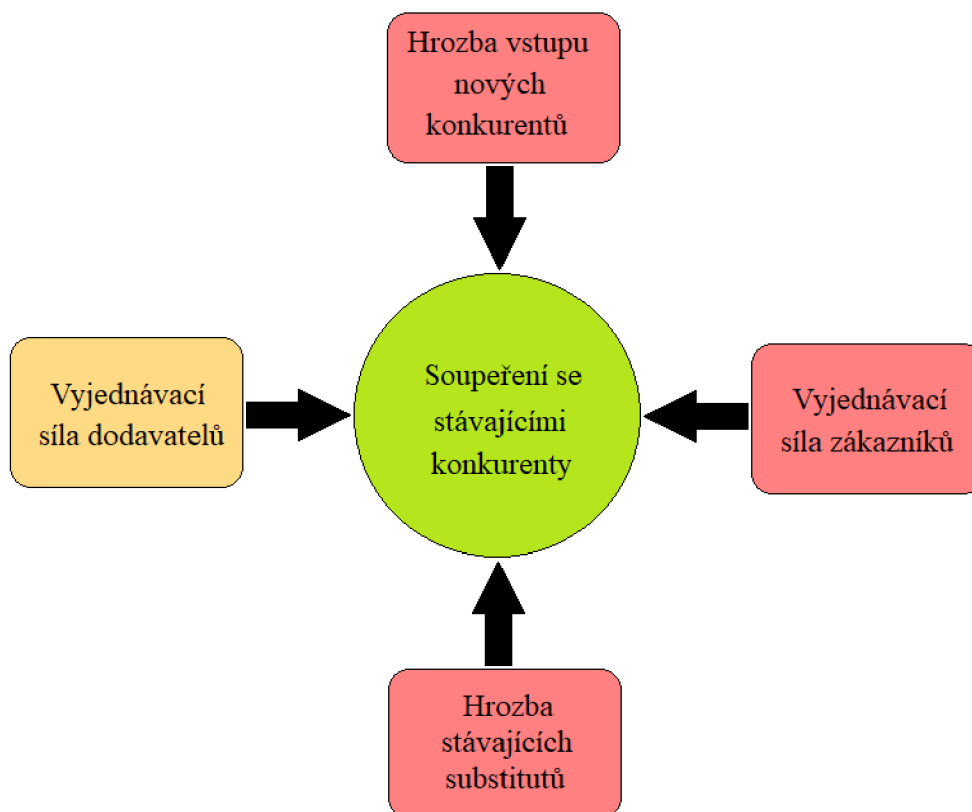 Hrozba vstupu
nových
konkurentů
Vyjednávací
síla dodavatelů
Soupeření se
stávajícími
konkurenty
Vyjednávací
síla zákazníků
Hrozba
stávajících
substitutů